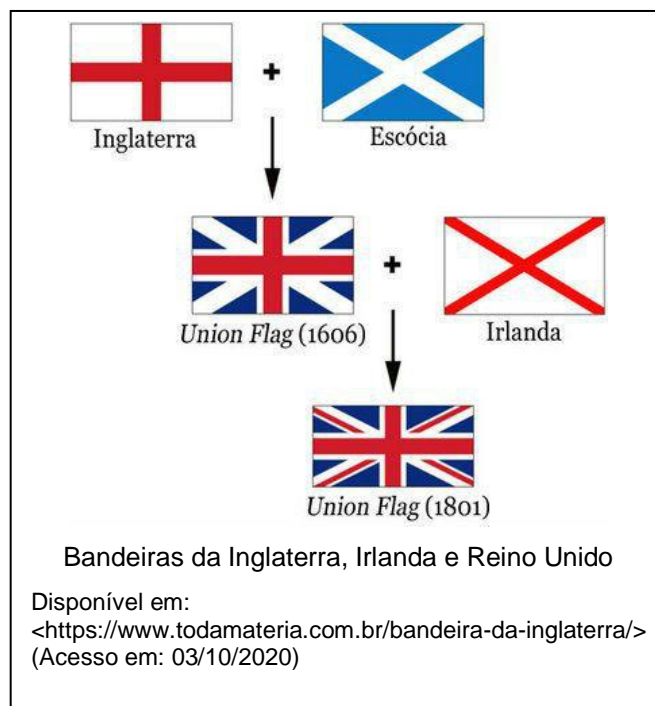 Inglaterra
Escócia
Union Flag (1606)
Irlanda
Union Flag (1801)
Bandeiras da Inglaterra, Irlanda e Reino Unido
Disponível em:
<https://www.todamateria.com.br/bandeira-da-inglaterra/>
(Acesso em: 03/10/2020)